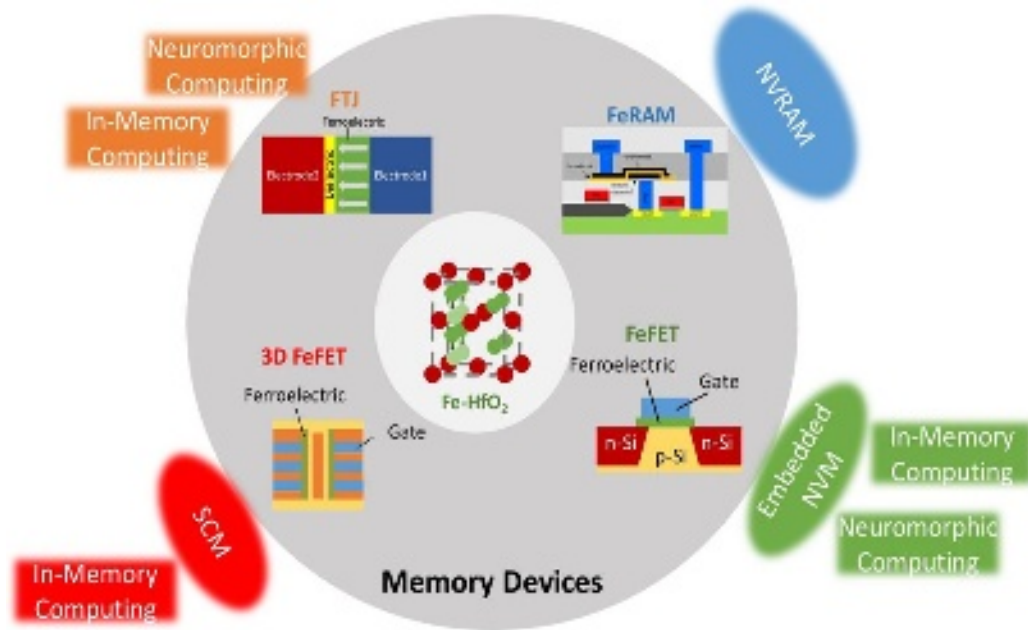 Neuromorphic
Computing
In-Memory
Computing
FTJ
Ferroelectric
Electrode2
Electrode1
FeRAM
NVRAM
Fe-HfO₂
3D FeFET
Ferroelectric
Gate
FeFET
Ferroelectric
Gate
n-Si
p-Si
n-Si
SCM
In-Memory
Computing
Embedded
NVM
In-Memory
Computing
Neuromorphic
Computing
Memory Devices